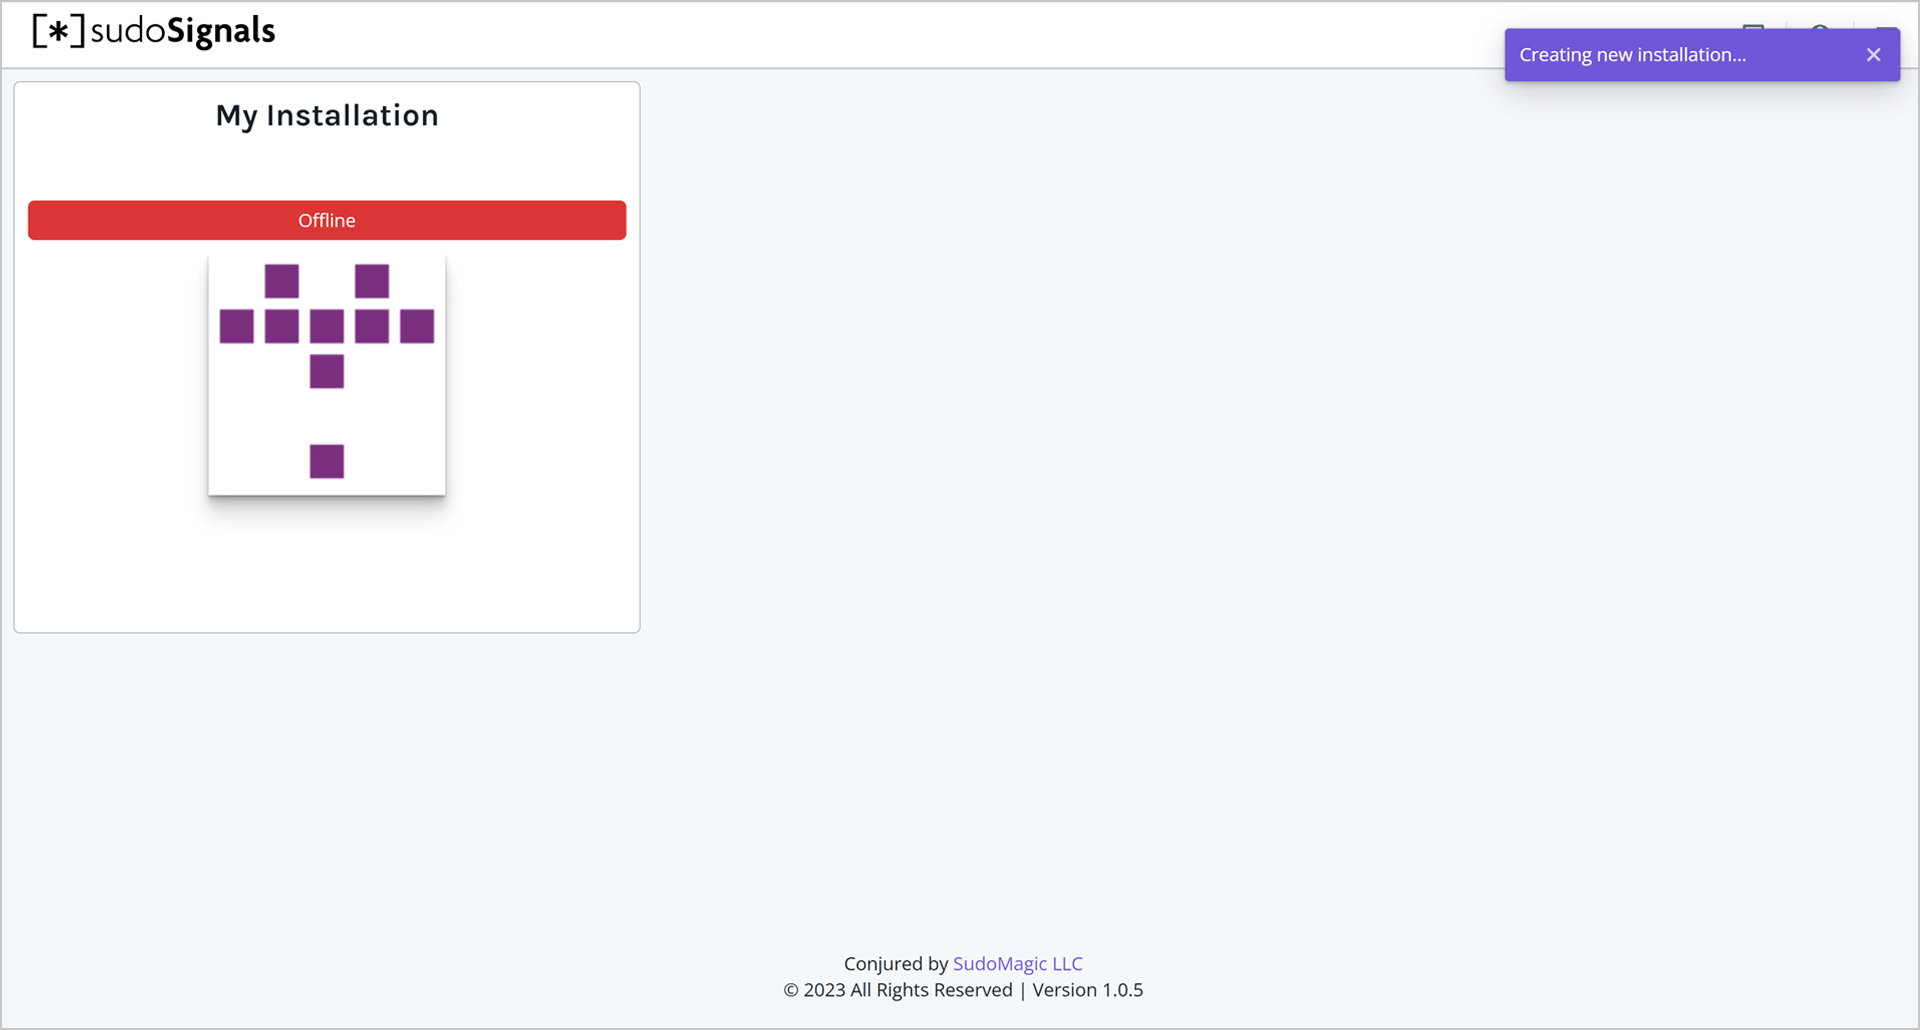 [*]sudoSignals
Creating new installation...
My Installation
Offline
Conjured by SudoMagic LLC
© 2023 All Rights Reserved | Version 1.0.5